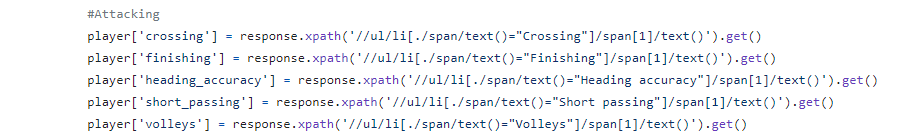 #Attacking
player['crossing'] = response.xpath('//ul/li[./span/text()="Crossing"]/span[1]/text()').get()
player['finishing'] = response.xpath('//ul/li[./span/text()="Finishing"]/span[1]/text()').get()
player['heading_accuracy'] = response.xpath('//ul/li[./span/text()="Heading accuracy"]/span[1]/text()').get()
player['short_passing'] = response.xpath('//ul/li[./span/text()="Short passing"]/span[1]/text()').get()
player['volleys'] = response.xpath('//ul/li[./span/text()="Volleys"]/span[1]/text()').get()